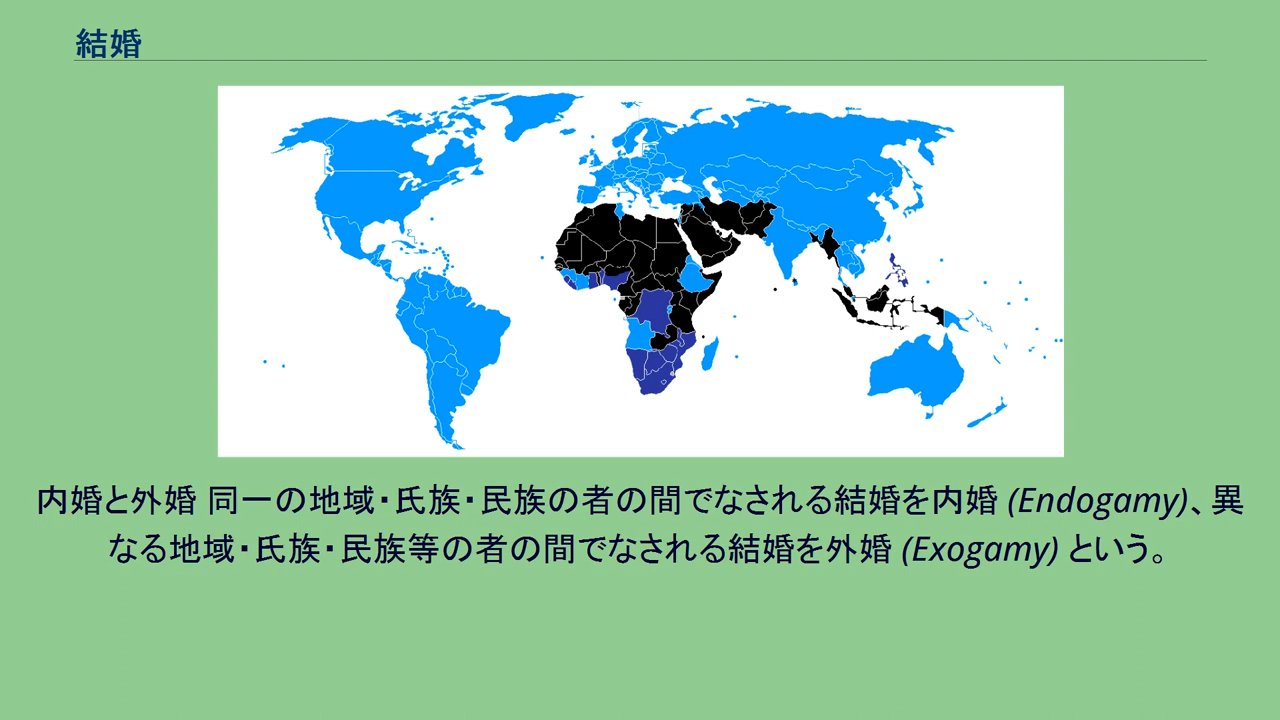 結婚
内婚と外婚 同一の地域・氏族・民族の者の間でなされる結婚を内婚 (Endogamy)、異
なる地域・氏族・民族等の者の間でなされる結婚を外婚 (Exogamy) という。